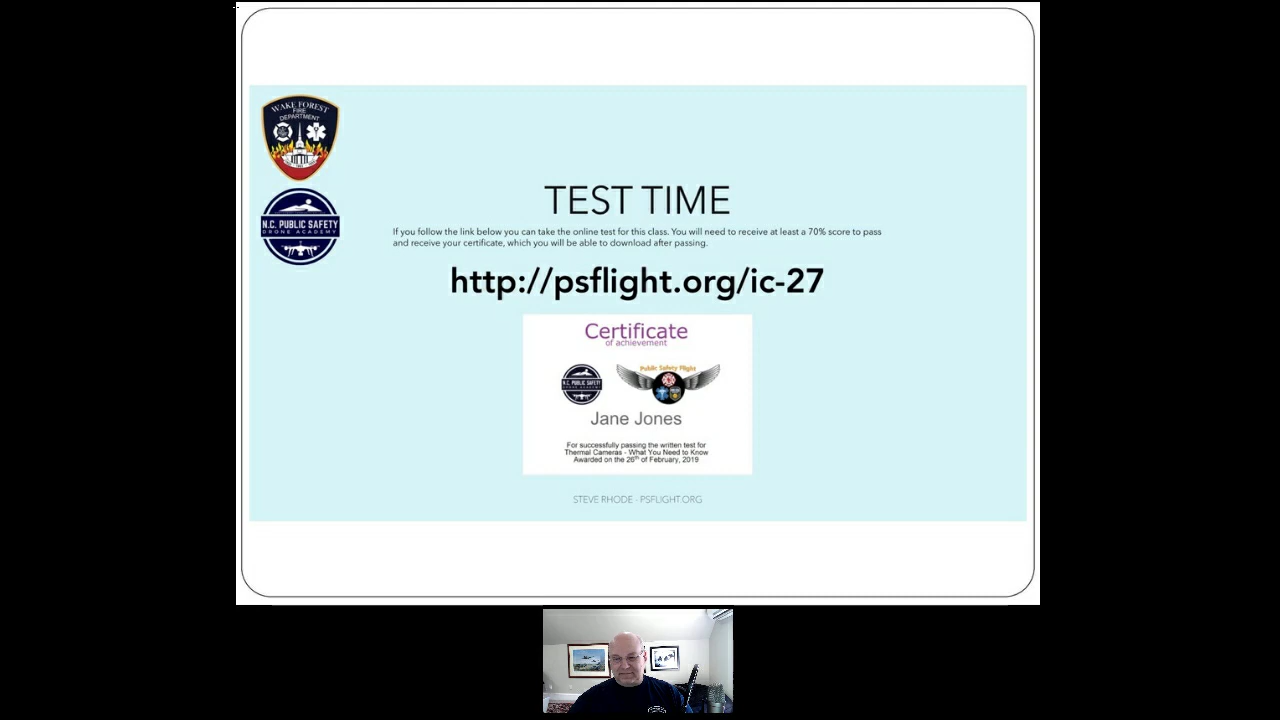 WAKE FOREST
FIRE
DEPARTMENT
N.C. PUBLIC SAFETY
DRONE ACADEMY
TEST TIME
If you follow the link below you can take the online test for this class. You will need to receive at least a 70% score to pass
and receive your certificate, which you will be able to download after passing.
http://psflight.org/ic-27
Certificate
of achievement
N.C. PUBLIC SAFETY
Public Safety Flight
Jane Jones
For successfully passing the written test for
Thermal Cameras - What You Need to Know
Awarded on the 26th of February, 2019
STEVE RHODE - PSFLIGHT.ORG